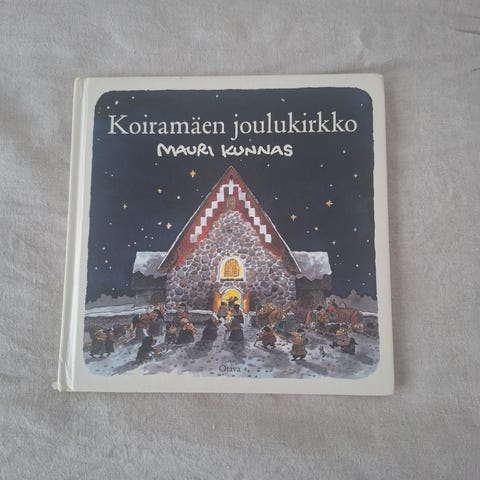 Koiramäen joulukirkko
MAURI KUNNAS
Otava